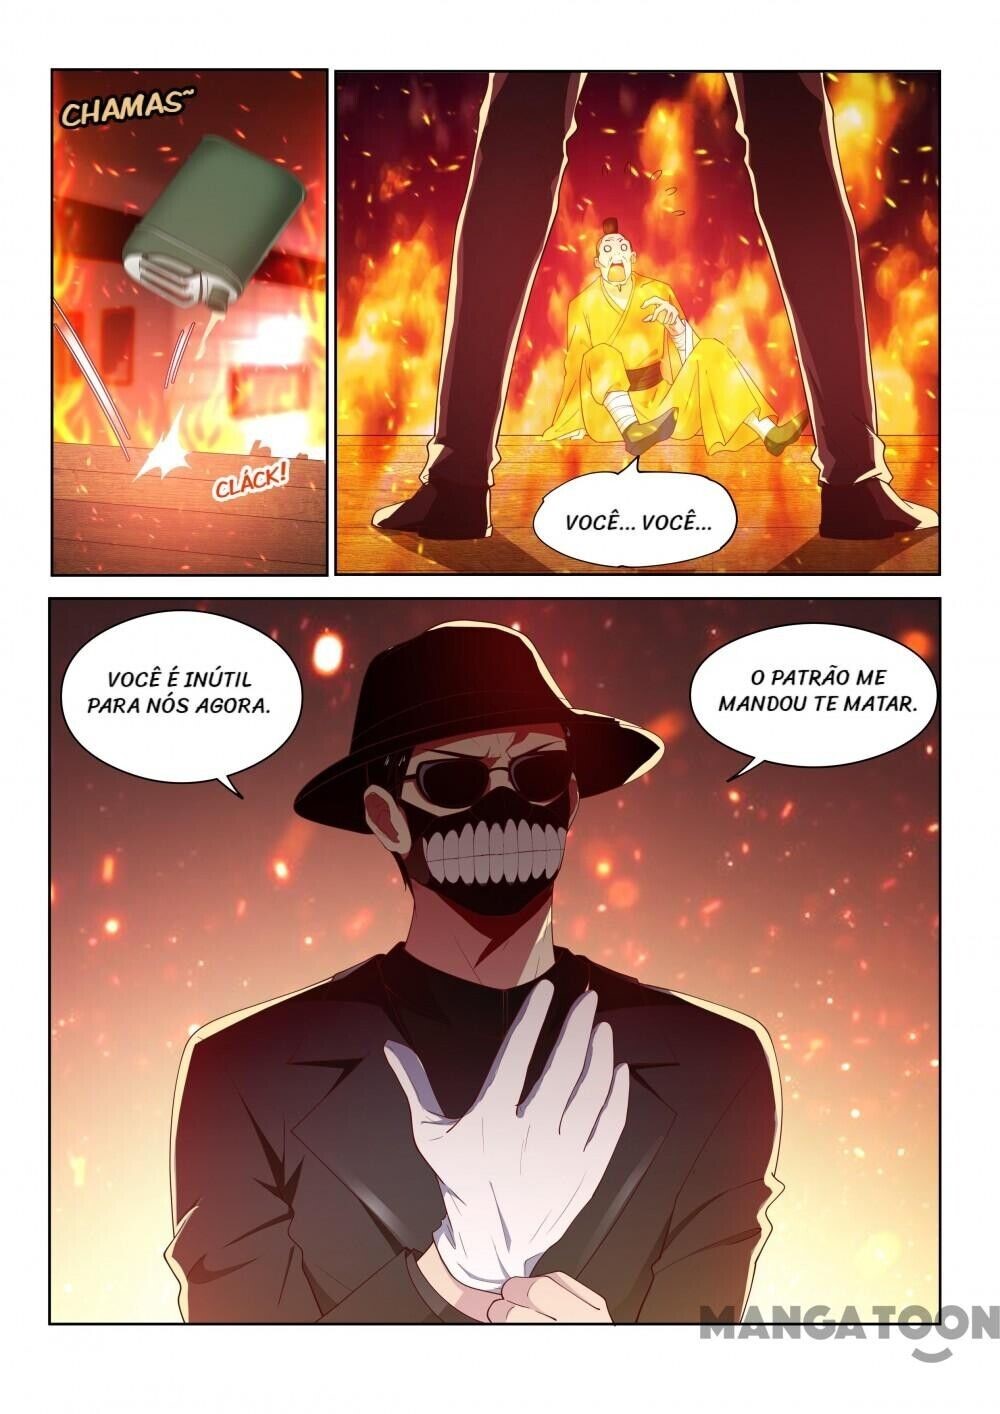 CHAMAS~
CLÁCK!
VOCÊ... VOCÊ...
VOCÊ É INÚTIL
PARA NÓS AGORA.
O PATRÃO ME
MANDOU TE MATAR.
MANGATOON